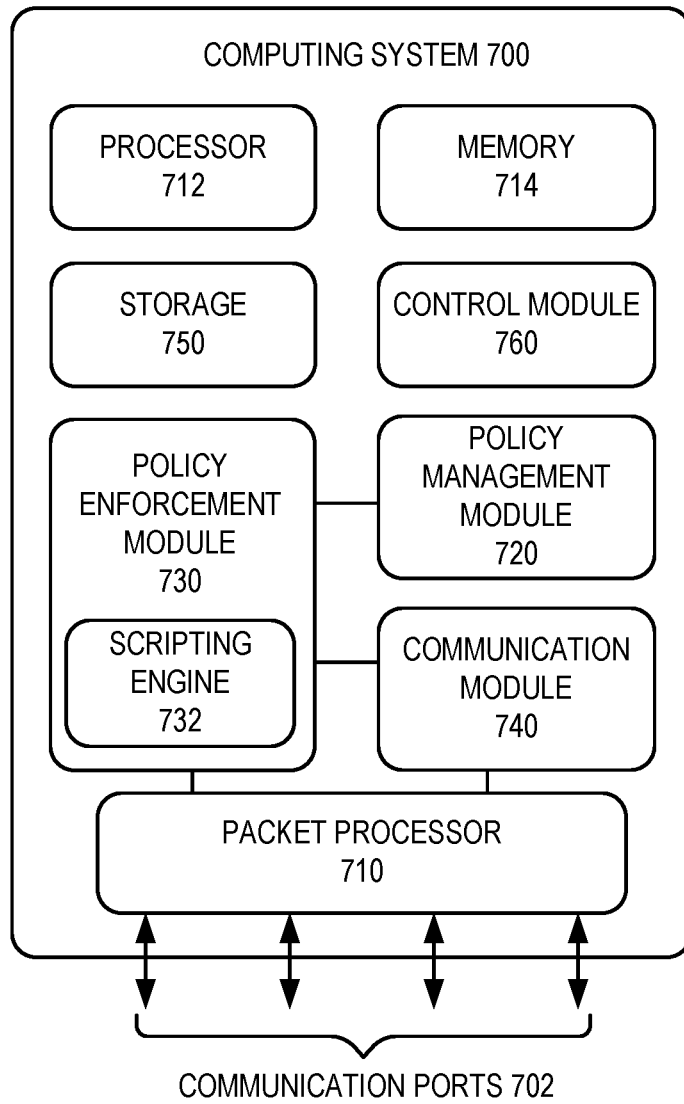 COMPUTING SYSTEM 700
PROCESSOR
712
MEMORY
714
STORAGE
750
CONTROL MODULE
760
POLICY
ENFORCEMENT
MODULE
730
SCRIPTING
ENGINE
732
POLICY
MANAGEMENT
MODULE
720
COMMUNICATION
MODULE
740
PACKET PROCESSOR
710
COMMUNICATION PORTS 702